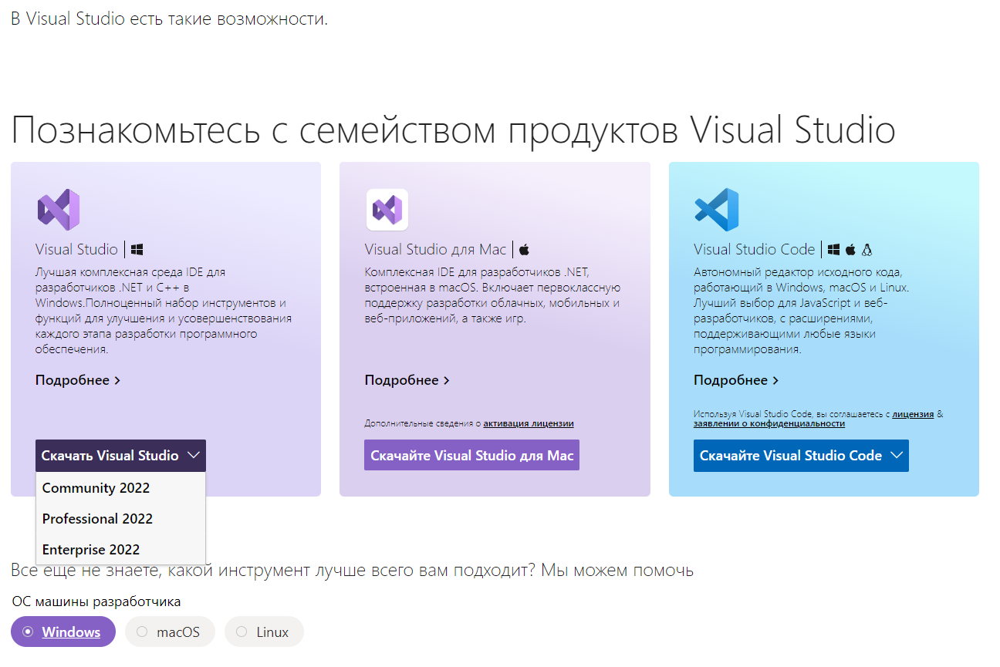 В Visual Studio есть такие возможности.
Познакомьтесь с семейством продуктов Visual Studio
Visual Studio
Лучшая комплексная среда IDE для
разработчиков .NET и C++ в
Windows.Полноценный набор инструментов и
функций для улучшения и усовершенствования
каждого этапа разработки программного
обеспечения.
Подробнее
Скачать Visual Studio
Community 2022
Professional 2022
Enterprise 2022
Visual Studio для Mac
Комплексная IDE для разработчиков .NET,
встроенная в macOS. Включает первоклассную
поддержку разработки облачных, мобильных и
веб-приложений, а также игр.
Подробнее
Дополнительные сведения о активация лицензии
Скачайте Visual Studio для Mac
Visual Studio Code
Автономный редактор исходного кода,
работающий в Windows, macOS и Linux.
Лучший выбор для JavaScript и веб-
разработчиков, с расширениями,
поддерживающими любые языки
программирования.
Подробнее
Используя Visual Studio Code, вы соглашаетесь с лицензия &
заявлении о конфиденциальности
Скачайте Visual Studio Code
Все еще не знаете, какой инструмент лучше всего вам подходит? Мы можем помочь
ОС машины разработчика
Windows
macOS
Linux